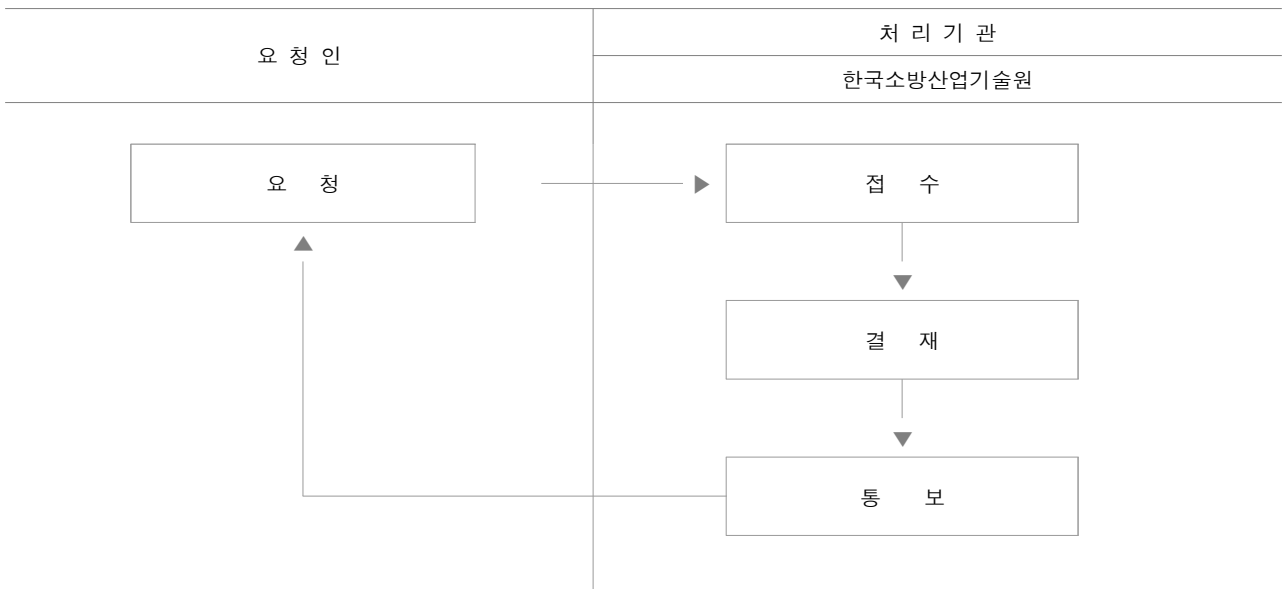 요 청 인
처 리 기 관
한국소방산업기술원
요 청
접 수
결 재
통 보